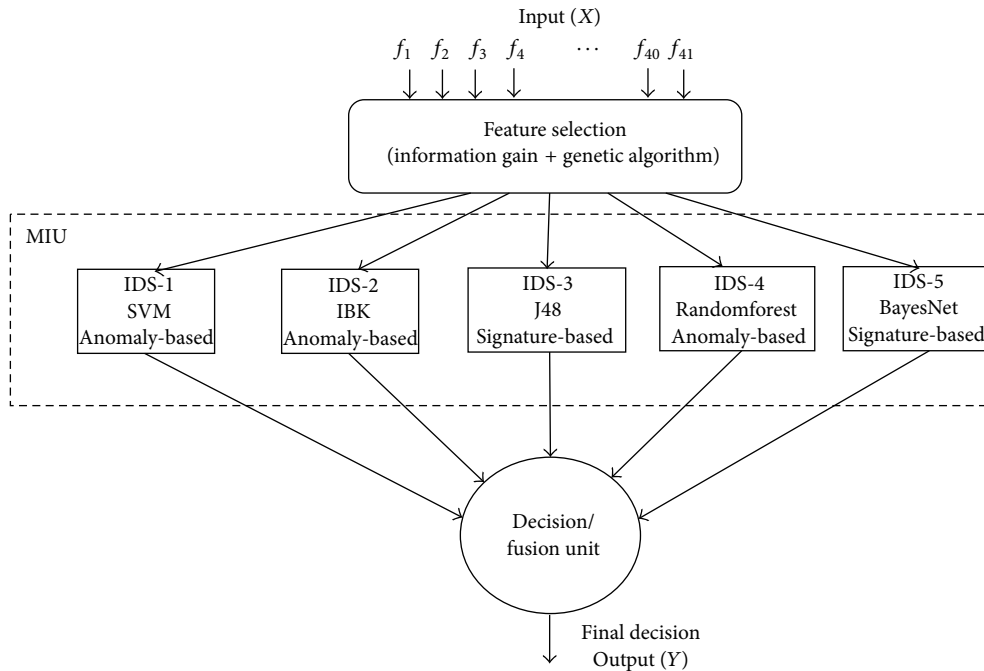 Input (X)
f1 f2 f3 f4 ... f40 f41
Feature selection
(information gain + genetic algorithm)
MIU
IDS-1
SVM
Anomaly-based
IDS-2
IBK
Anomaly-based
IDS-3
J48
Signature-based
IDS-4
Randomforest
Anomaly-based
IDS-5
BayesNet
Signature-based
Decision/
fusion unit
Final decision
Output (Y)